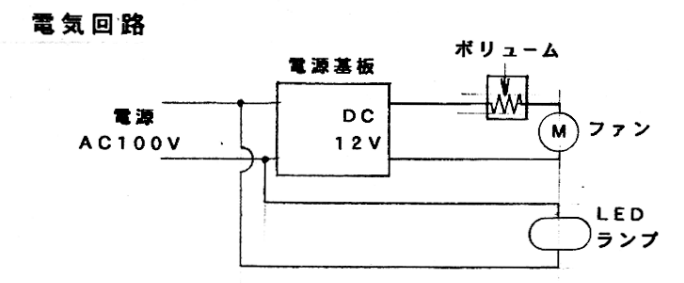 電気回路
ボリューム
電源基板
電源
AC100V
DC
12V
M
ファン
LED
ランプ